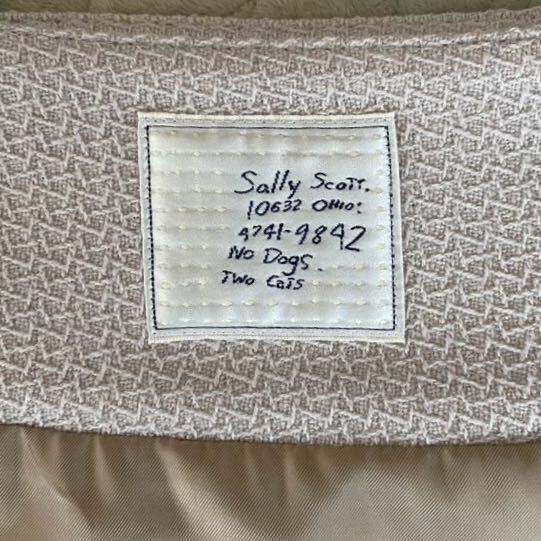 Sally Scott.
10632 OHIO:
4741-9842
No Dogs.
Two Cats